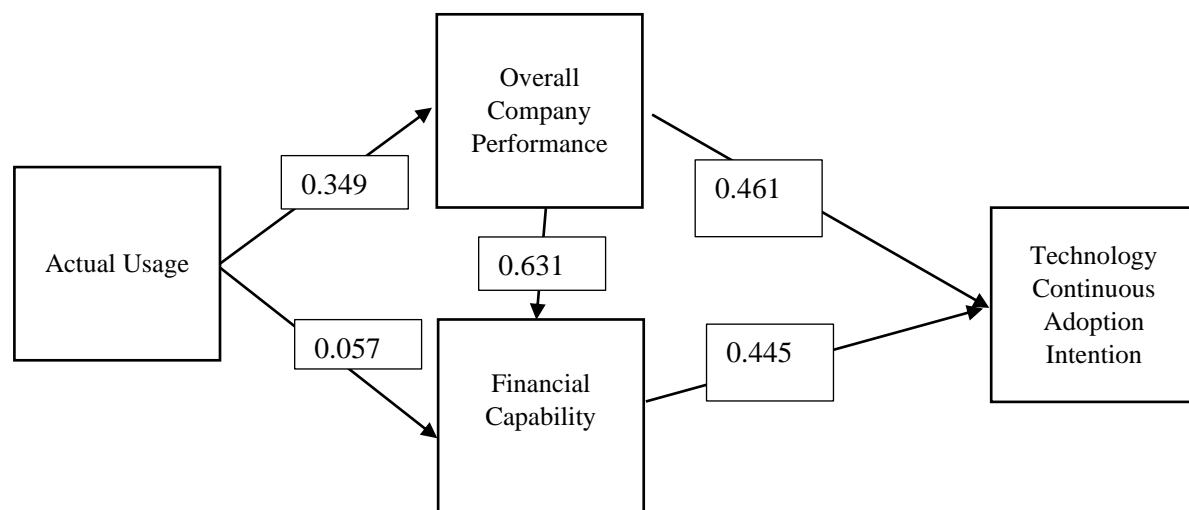 Overall
Company
Performance
0.349
0.461
Actual Usage
0.631
Technology
Continuous
Adoption
Intention
0.057
0.445
Financial
Capability